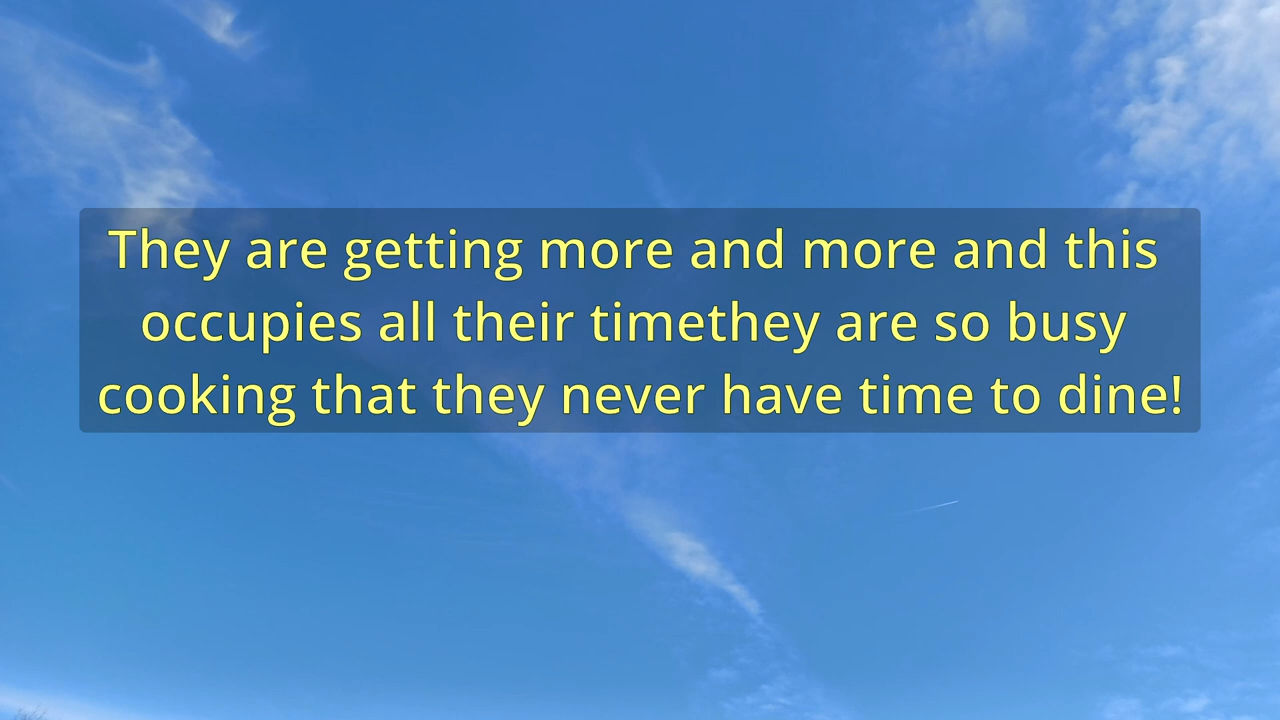 They are getting more and more and this
occupies all their timethey are so busy
cooking that they never have time to dine!